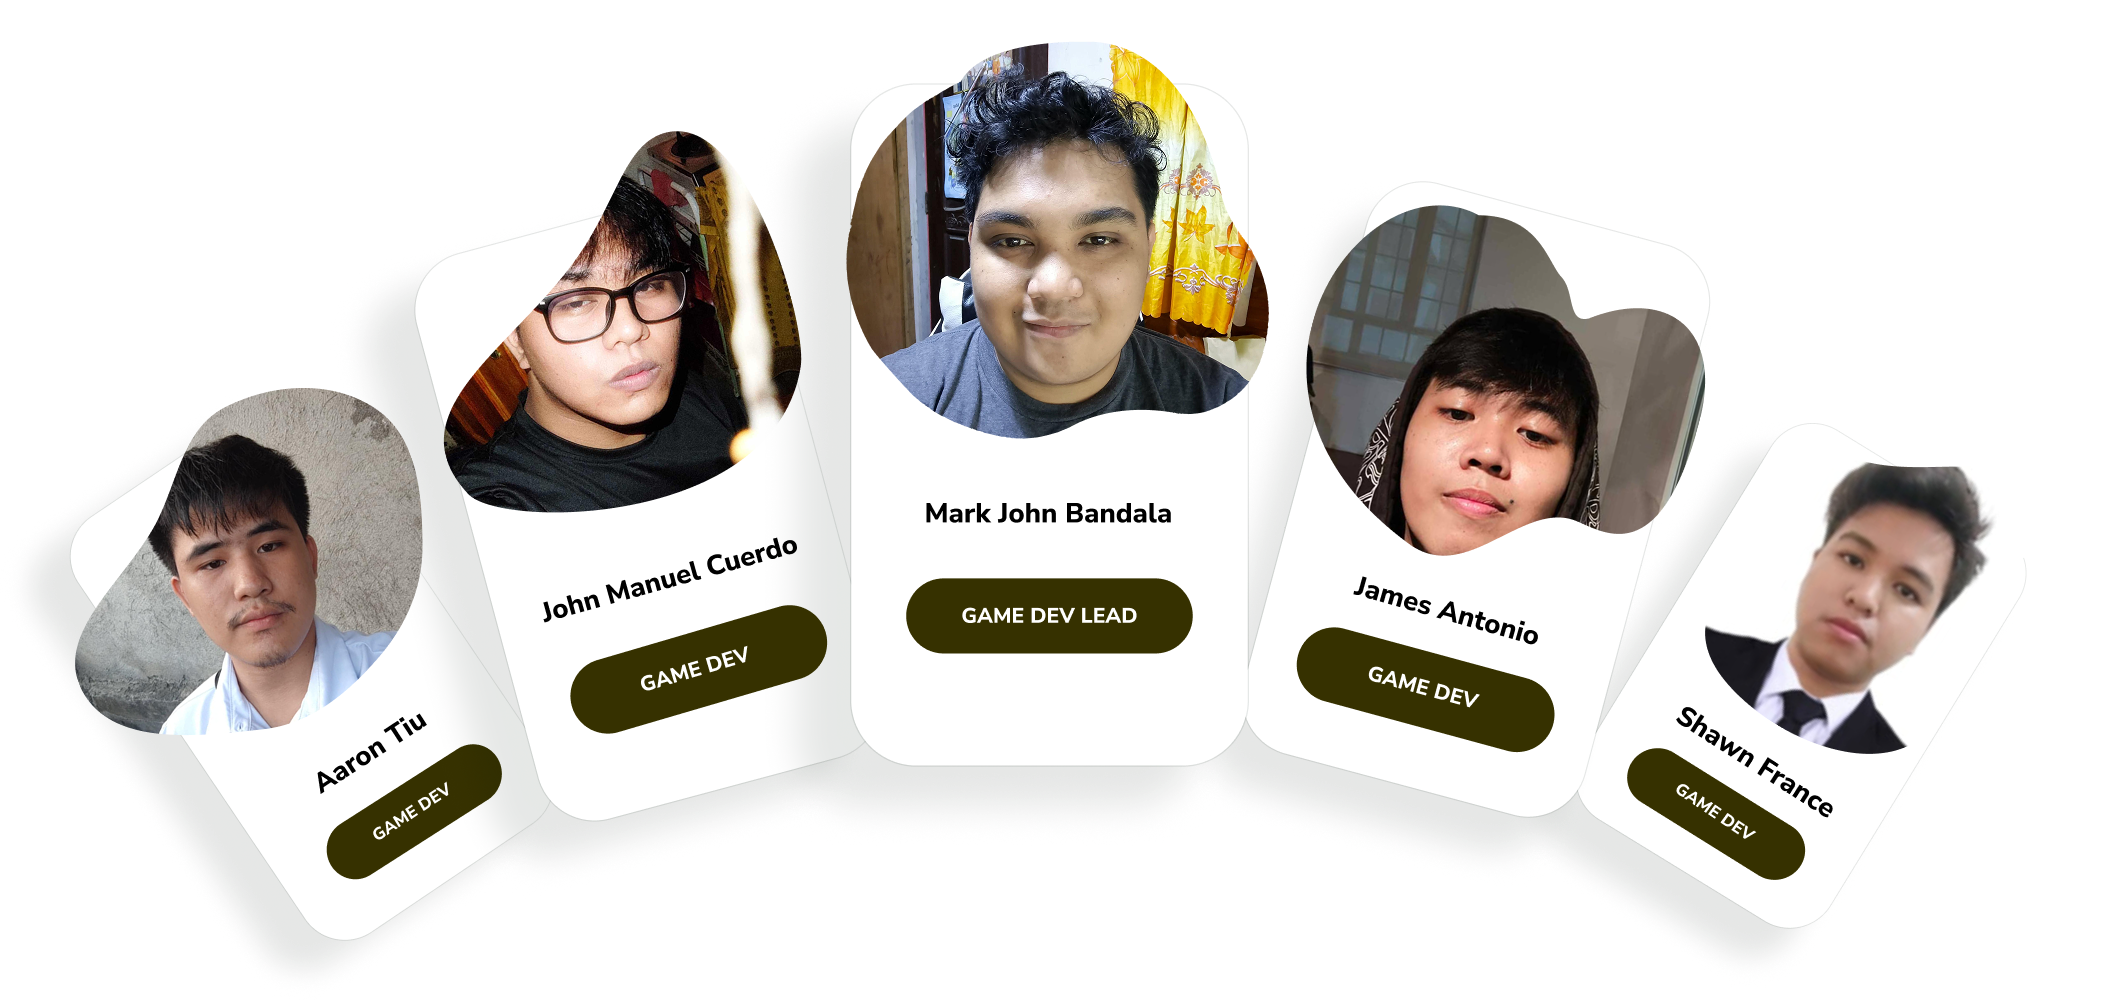 Aaron Tiu
GAME DEV
John Manuel Cuerdo
GAME DEV
Mark John Bandala
GAME DEV LEAD
James Antonio
GAME DEV
Shawn France
GAME DEV